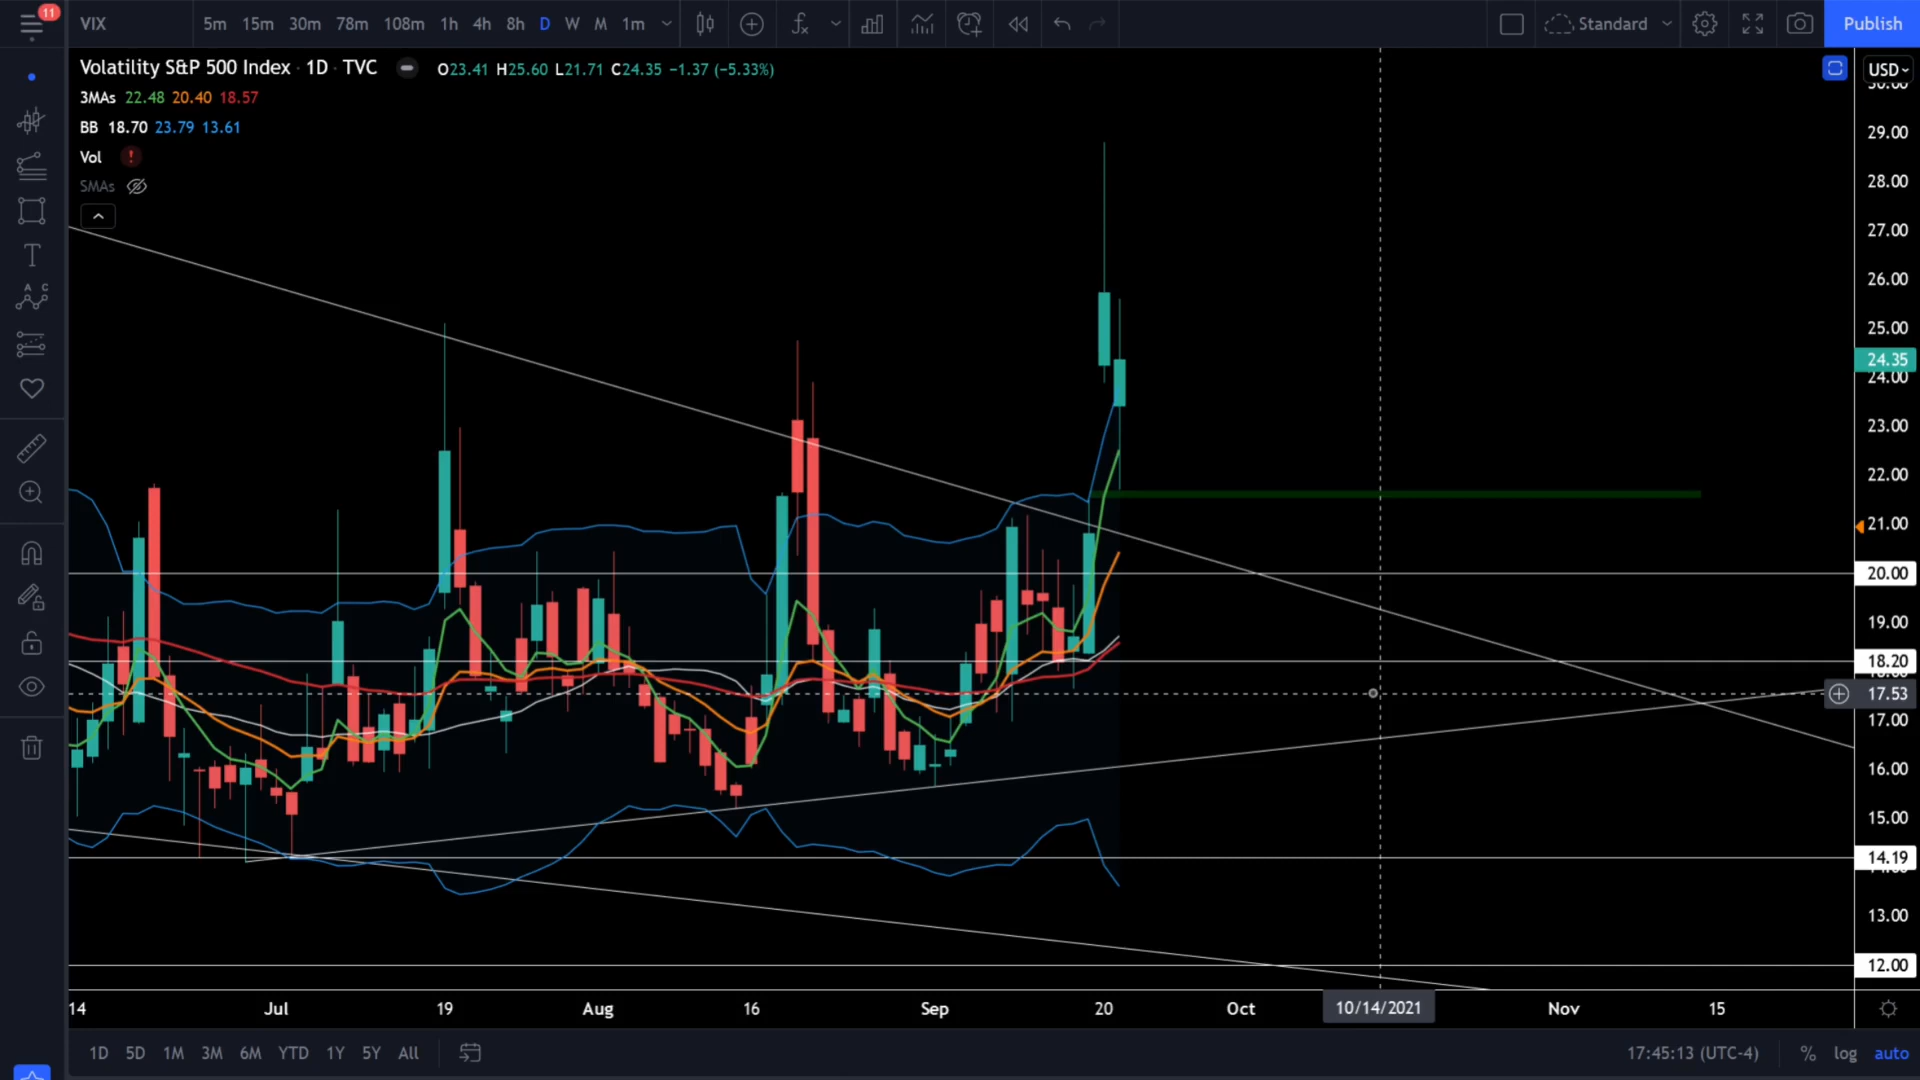 11
VIX 5m 15m 30m 78m 108m 1h 4h 8h D W M 1m Standard Publish
Volatility S&P 500 Index · 1D · TVC O23.41 H25.60 L21.71 C24.35 −1.37 (−5.33%)
USD
3MAs 22.48 20.40 18.57
BB 18.70 23.79 13.61
Vol !
SMAs
A C
30.00
29.00
28.00
27.00
26.00
25.00
24.35
24.00
23.00
22.00
21.00
20.00
19.00
18.20
17.53
17.00
16.00
15.00
14.19
13.00
12.00
14 Jul 19 Aug 16 Sep 20 Oct 10/14/2021 Nov 15
1D 5D 1M 3M 6M YTD 1Y 5Y All 17:45:13 (UTC-4) % log auto